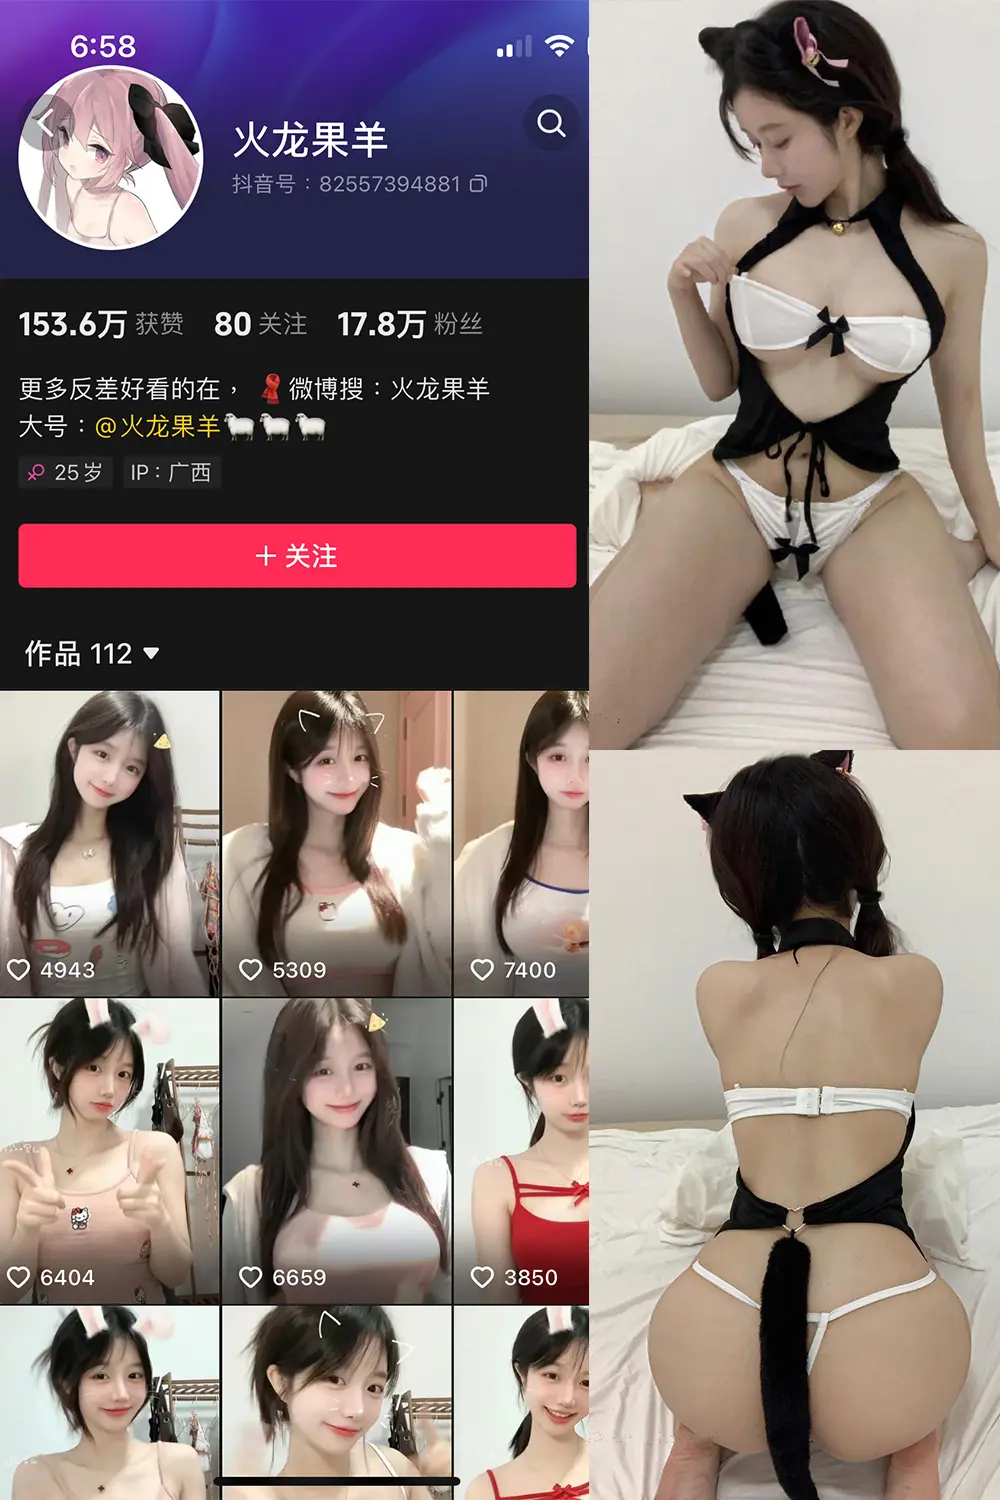 6:58
火龙果羊
抖音号：82557394881
153.6万 获赞 80 关注 17.8万 粉丝
更多反差好看的在， 🧣微博搜：火龙果羊
大号：@火龙果羊🐑🐑🐑
25岁 IP：广西
＋ 关注
作品 112
4943 5309 7400
6404 6659 3850